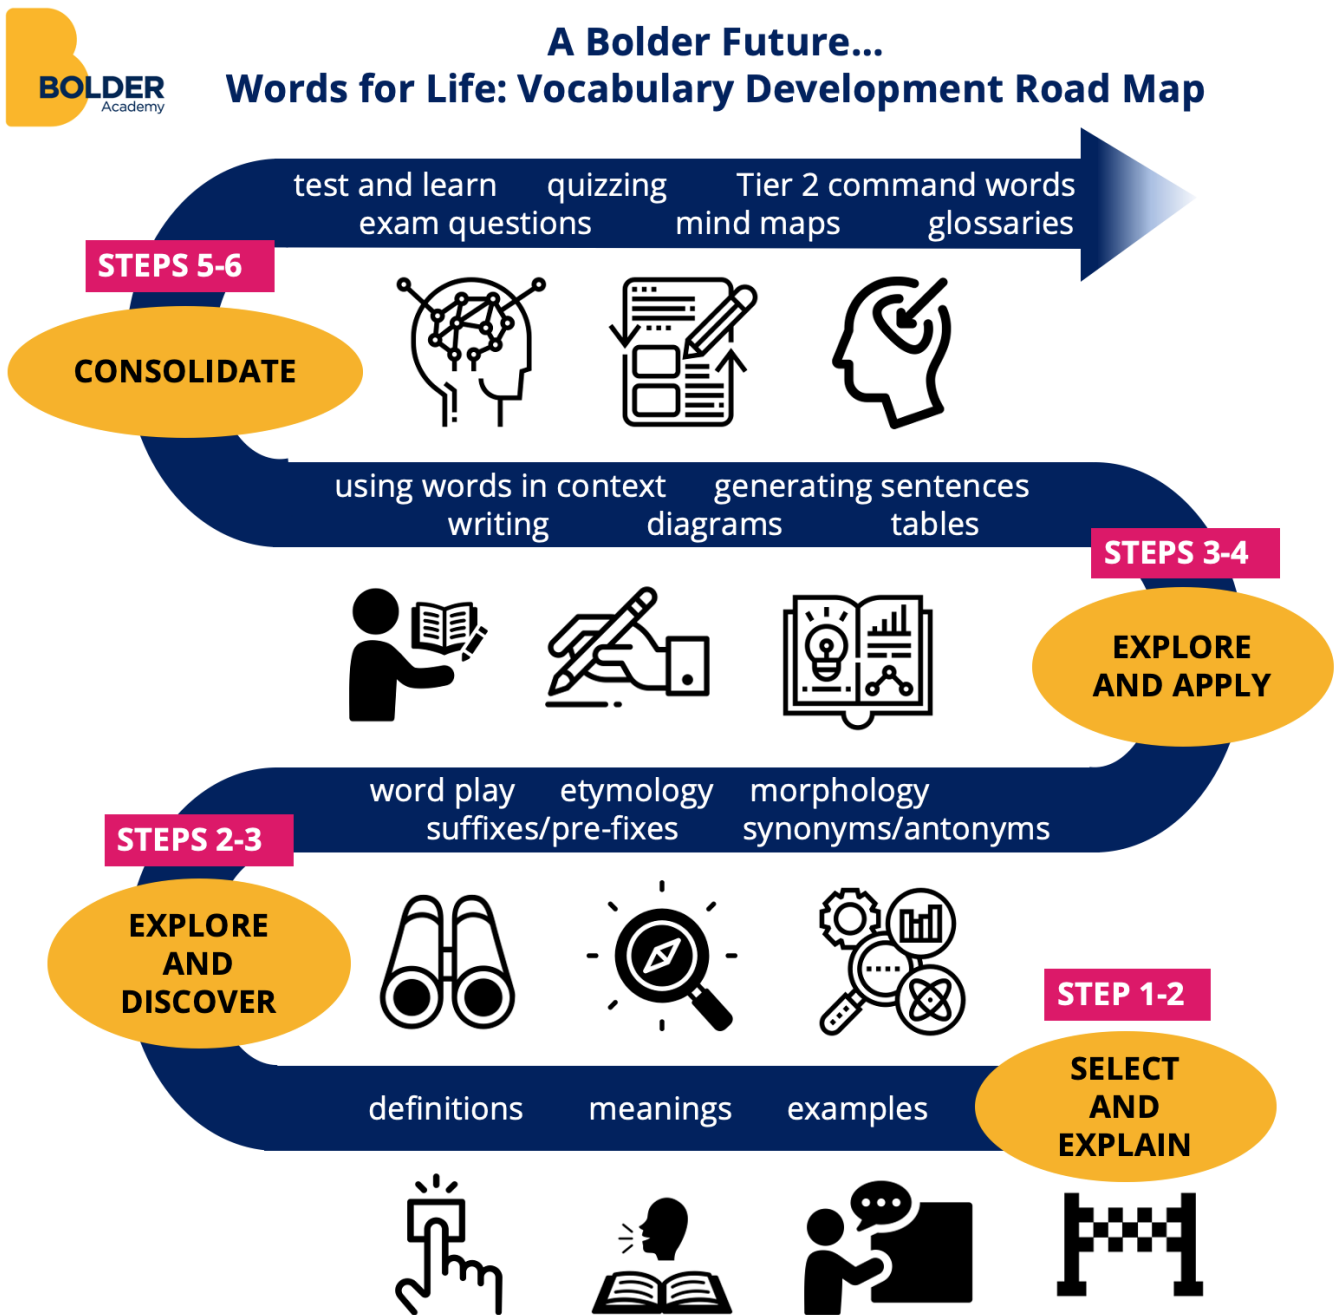 BOLDER
Academy
A Bolder Future...
Words for Life: Vocabulary Development Road Map
test and learn quizzing Tier 2 command words
exam questions mind maps glossaries
STEPS 5-6
CONSOLIDATE
using words in context generating sentences
writing diagrams tables
STEPS 3-4
EXPLORE
AND APPLY
word play etymology morphology
suffixes/pre-fixes synonyms/antonyms
STEPS 2-3
EXPLORE
AND
DISCOVER
STEP 1-2
SELECT
AND
EXPLAIN
definitions meanings examples